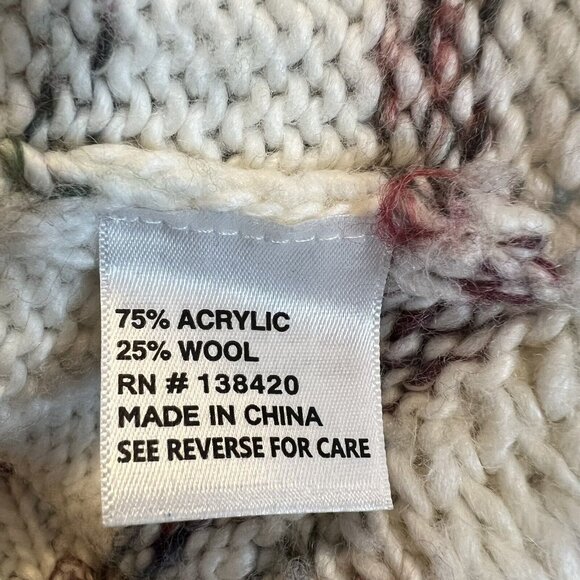 75% ACRYLIC
25% WOOL
RN # 138420
MADE IN CHINA
SEE REVERSE FOR CARE